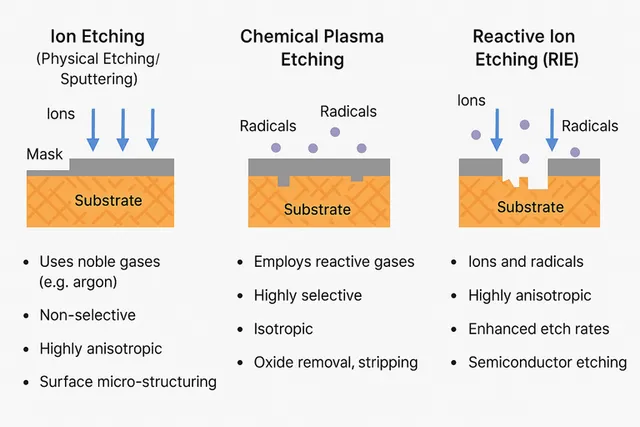 Ion Etching
(Physical Etching/
Sputtering)
Ions
Mask
Substrate
• Uses noble gases
(e.g. argon)
• Non-selective
• Highly anisotropic
• Surface micro-structuring
Chemical Plasma
Etching
Radicals
Radicals
Substrate
• Employs reactive gases
• Highly selective
• Isotropic
• Oxide removal, stripping
Reactive Ion
Etching (RIE)
Ions
Radicals
Substrate
• Ions and radicals
• Highly anisotropic
• Enhanced etch rates
• Semiconductor etching